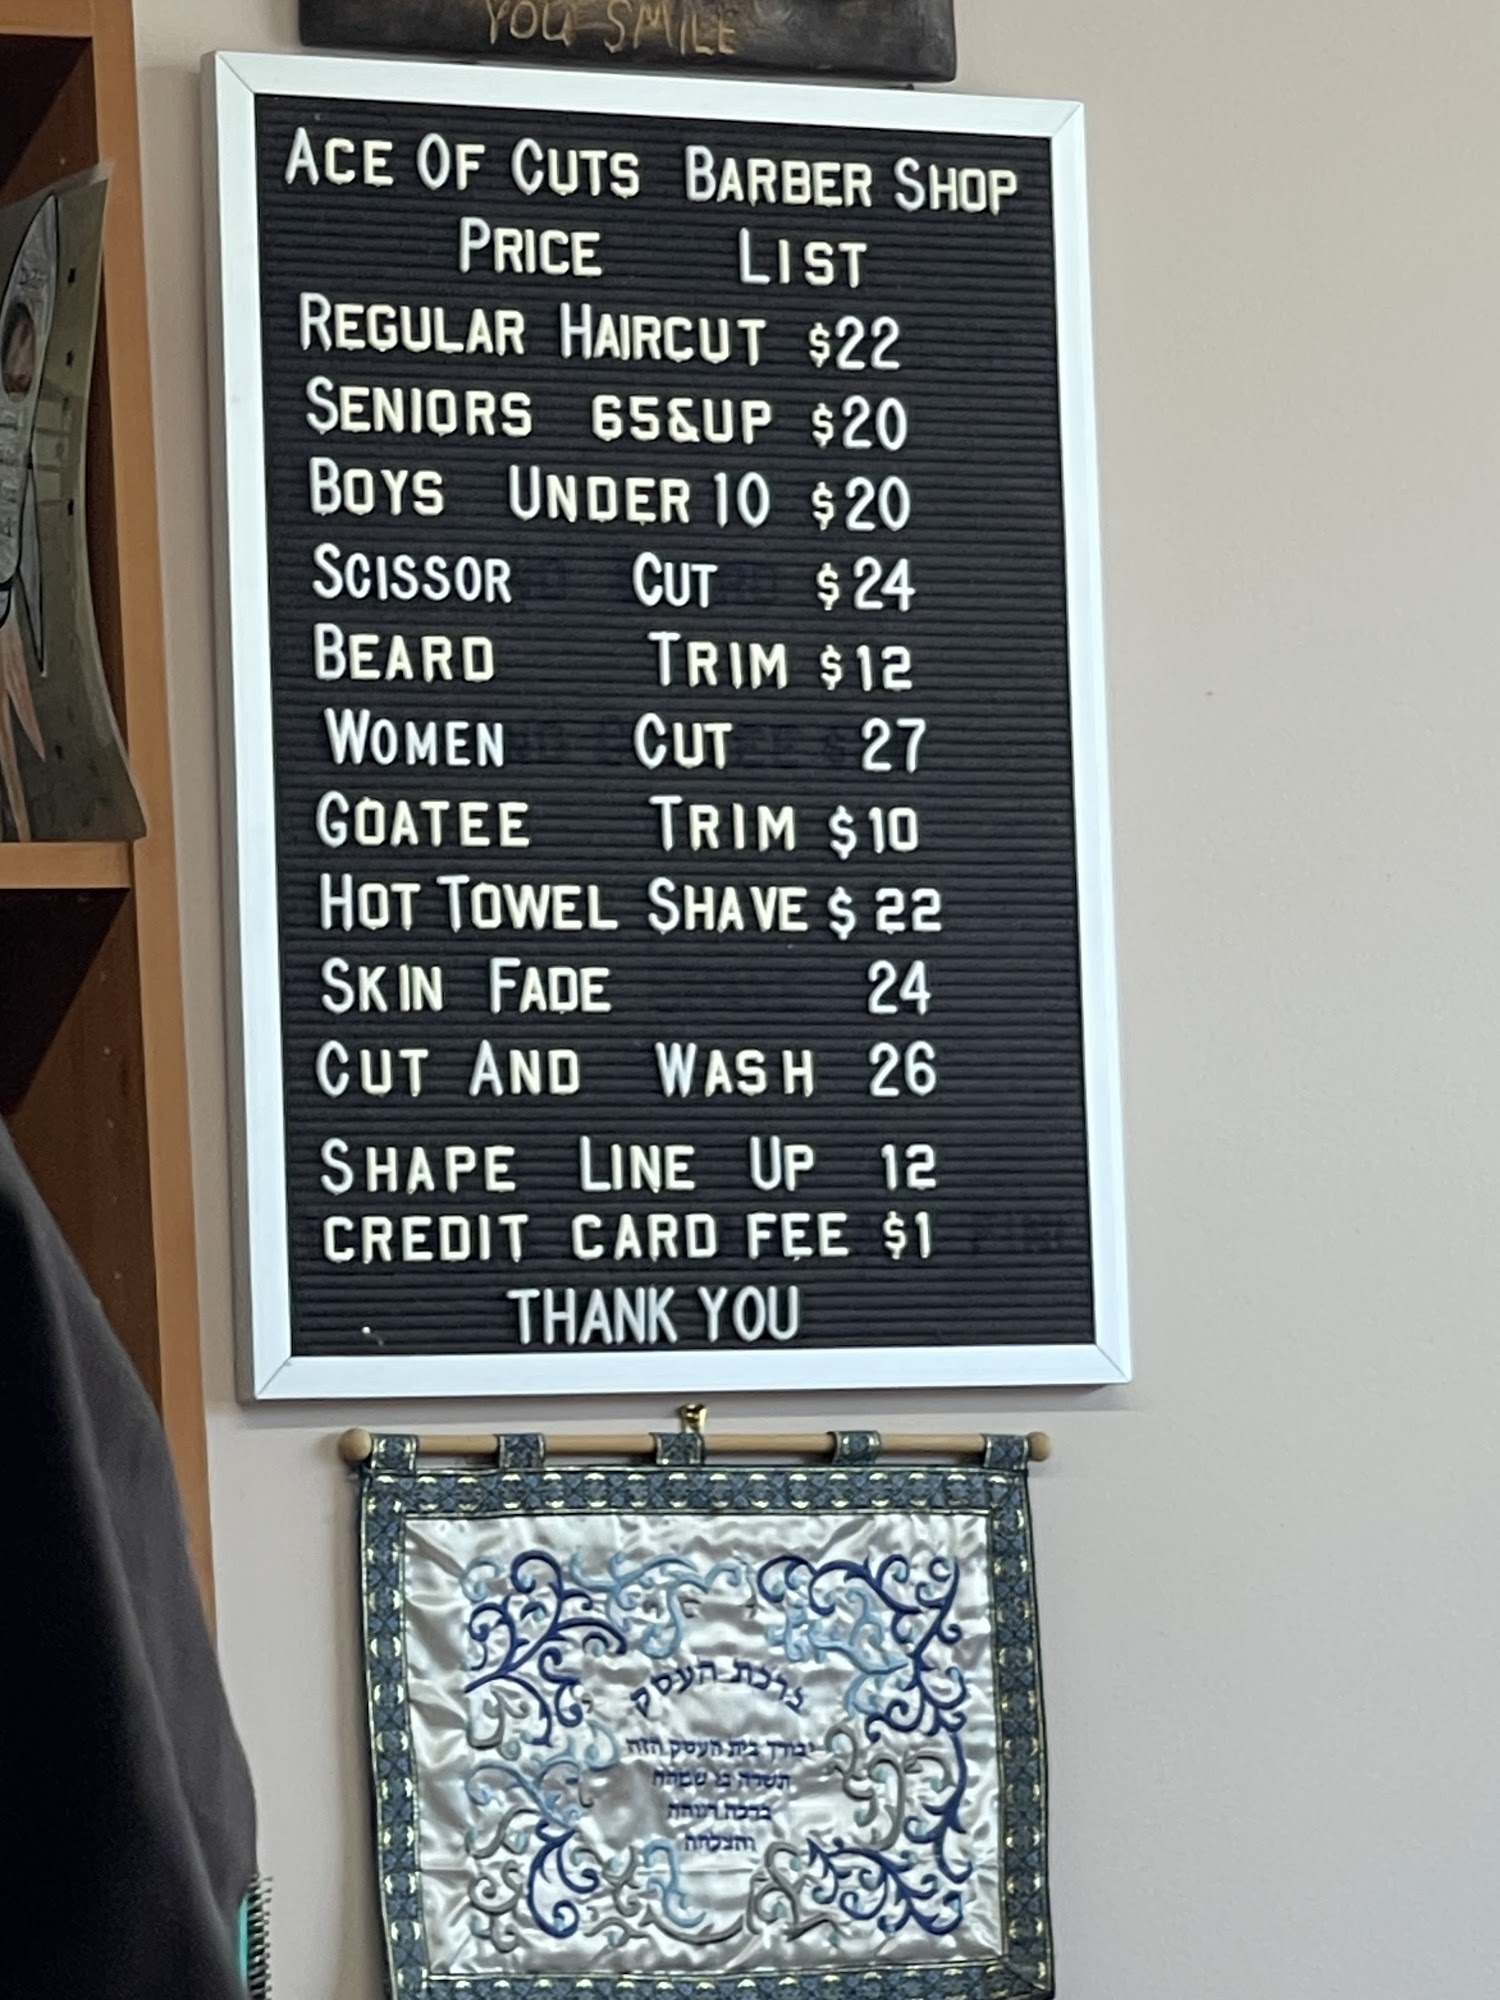 YOU SMILE
ACE OF CUTS BARBER SHOP
PRICE LIST
REGULAR HAIRCUT $22
SENIORS 65&UP $20
BOYS UNDER 10 $20
SCISSOR CUT $24
BEARD TRIM $12
WOMEN CUT 27
GOATEE TRIM $10
HOT TOWEL SHAVE $22
SKIN FADE 24
CUT AND WASH 26
SHAPE LINE UP 12
CREDIT CARD FEE $1
THANK YOU
ברכת העסק
יבורך בית העסק הזה
תשרה בו שמחה
ברכה רווחה
והצלחה